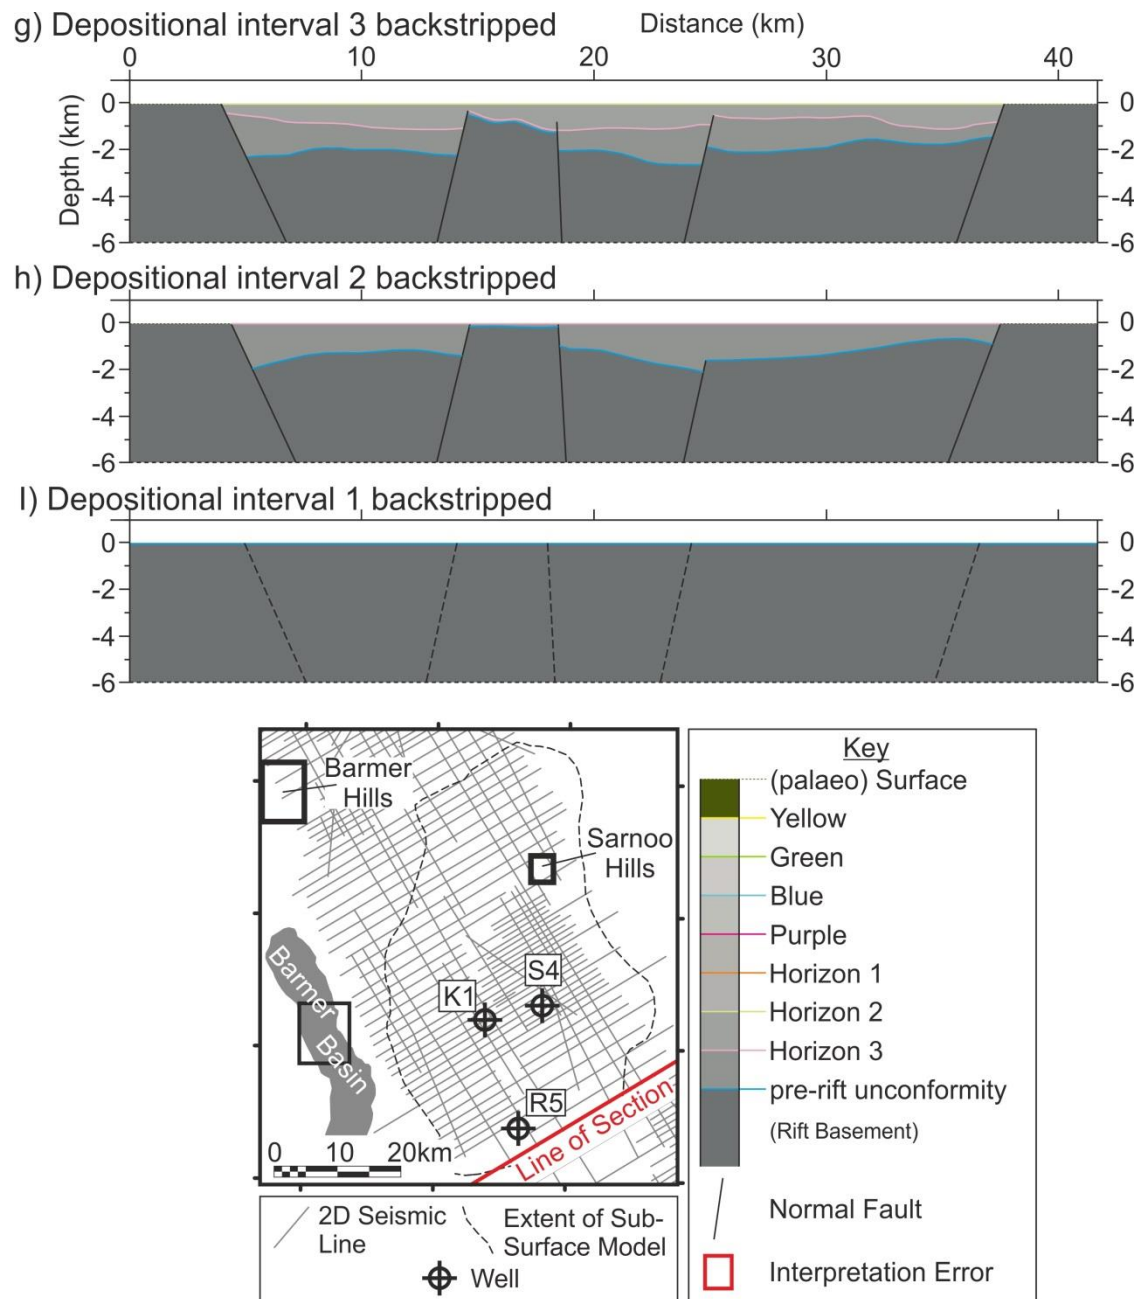 g) Depositional interval 3 backstripped
Distance (km)
0 10 20 30 40
Depth (km)
0 0
-2 -2
-4 -4
-6 -6
h) Depositional interval 2 backstripped
0 0
-2 -2
-4 -4
-6 -6
I) Depositional interval 1 backstripped
0 0
-2 -2
-4 -4
-6 -6
Barmer
Hills
Sarnoo
Hills
S4
K1
R5
Barmer
Basin
Line of Section
0 10 20km
2D Seismic
Line
Extent of Sub-
Surface Model
Well
Key
(palaeo) Surface
Yellow
Green
Blue
Purple
Horizon 1
Horizon 2
Horizon 3
pre-rift unconformity
(Rift Basement)
Normal Fault
Interpretation Error